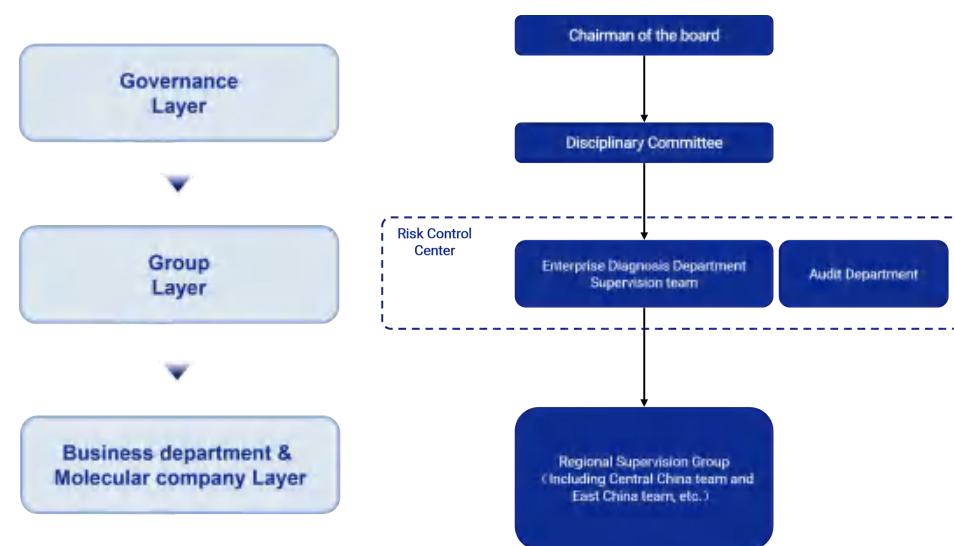 Governance
Layer
Group
Layer
Business department &
Molecular company Layer
Chairman of the board
Disciplinary Committee
Risk Control
Center
Enterprise Diagnosis Department
Supervision team
Audit Department
Regional Supervision Group
（Including Central China team and
East China team, etc.）